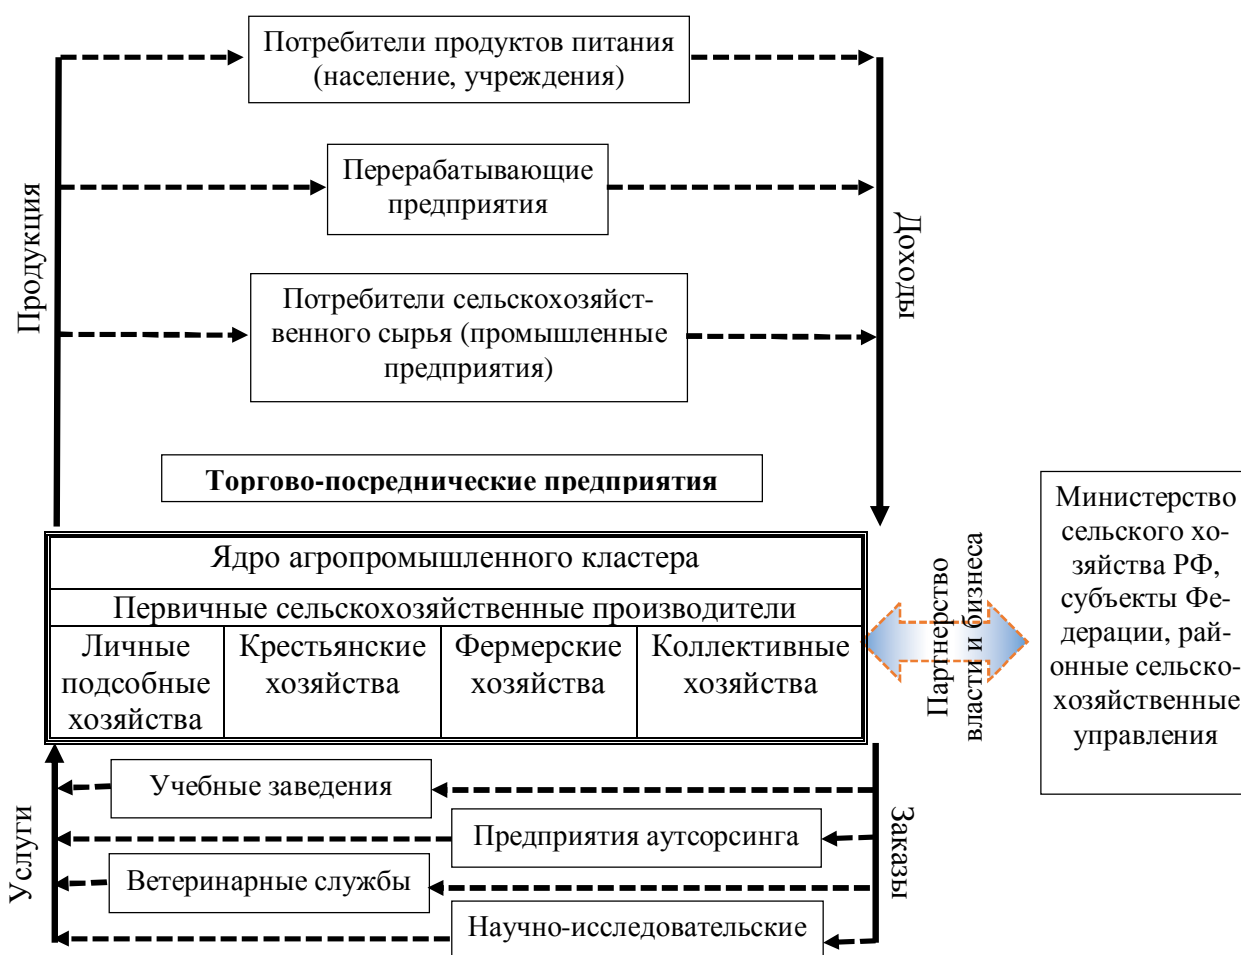 Потребители продуктов питания
(население, учреждения)
Перерабатывающие
предприятия
Продукция
Доходы
Потребители сельскохозяйст-
венного сырья (промышленные
предприятия)
Торгово-посреднические предприятия
Ядро агропромышленного кластера
Первичные сельскохозяйственные производители
Личные
подсобные
хозяйства
Крестьянские
хозяйства
Фермерские
хозяйства
Коллективные
хозяйства
Партнерство
власти и бизнеса
Министерство
сельского хо-
зяйства РФ,
субъекты Фе-
дерации, рай-
онные сельско-
хозяйственные
управления
Учебные заведения
Предприятия аутсорсинга
Услуги
Заказы
Ветеринарные службы
Научно-исследовательские